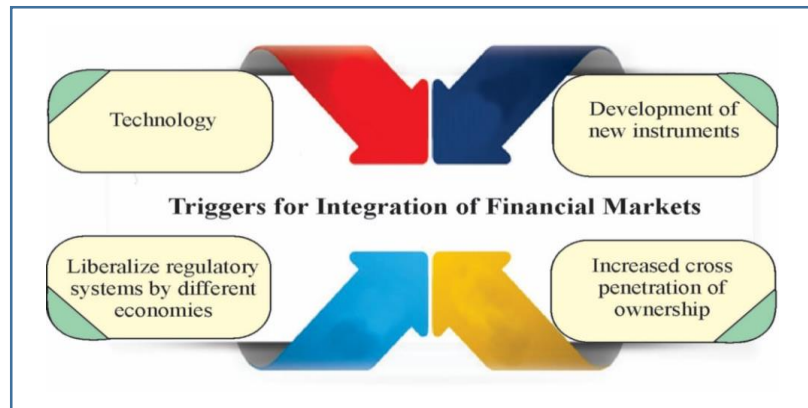 Technology
Development of
new instruments
Triggers for Integration of Financial Markets
Liberalize regulatory
systems by different
economies
Increased cross
penetration of
ownership